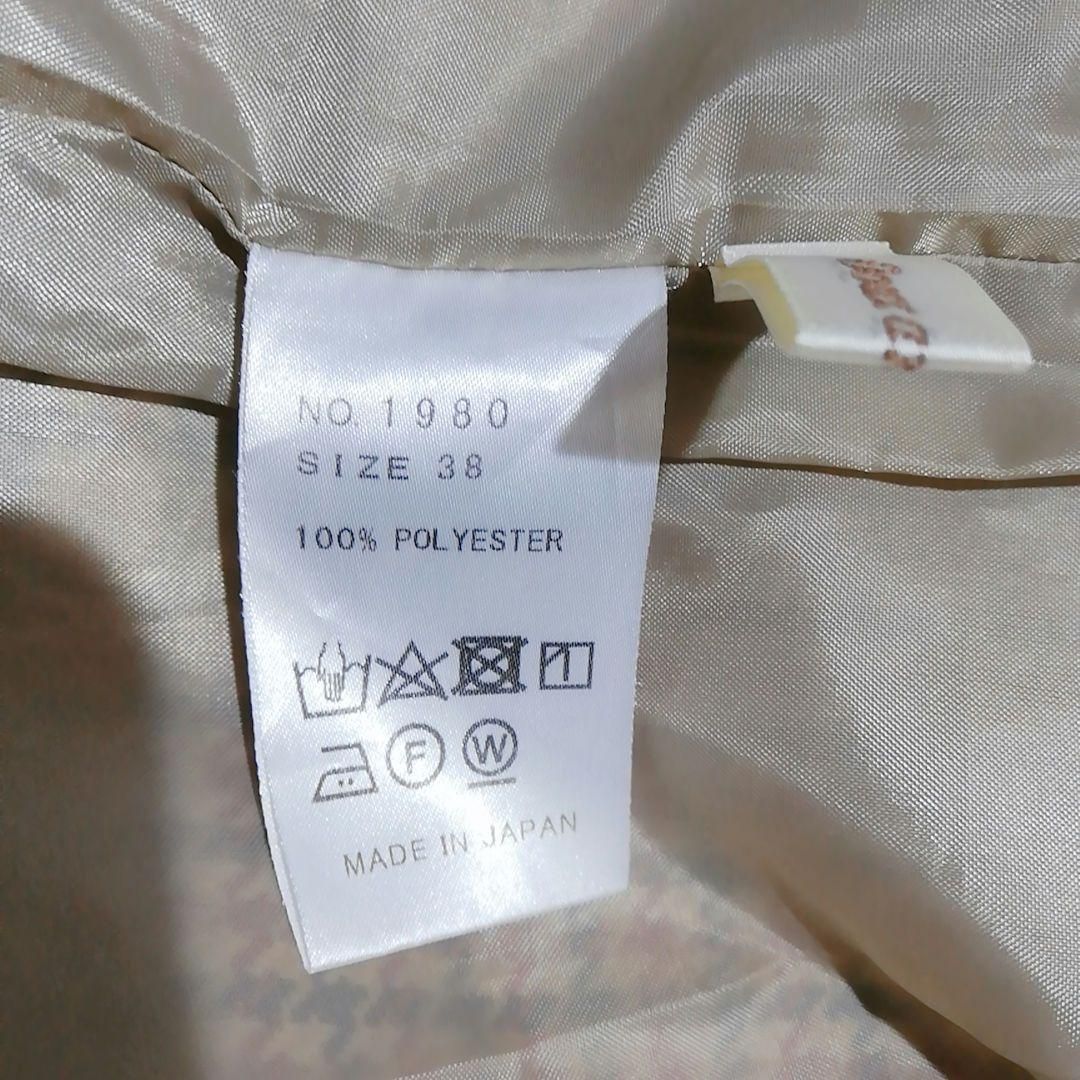 NO. 1980
SIZE 38
100% POLYESTER
F W
MADE IN JAPAN